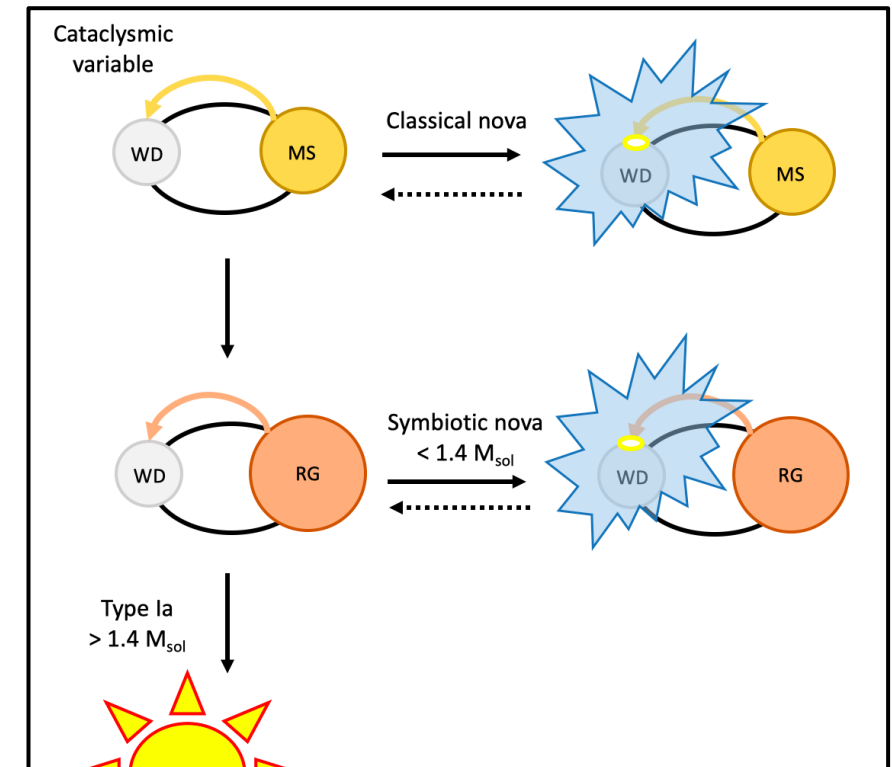 Cataclysmic
variable
WD
MS
Classical nova
WD
MS
WD
RG
Symbiotic nova
< 1.4 Msol
WD
RG
Type Ia
> 1.4 Msol